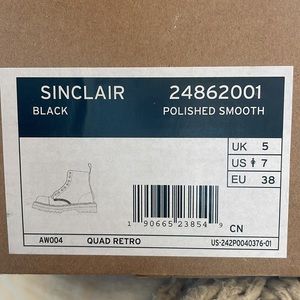 SINCLAIR 24862001
BLACK POLISHED SMOOTH
UK 5
US 7
EU 38
1 90665 23854 9
CN
AW004 QUAD RETRO US-242P0040376-01